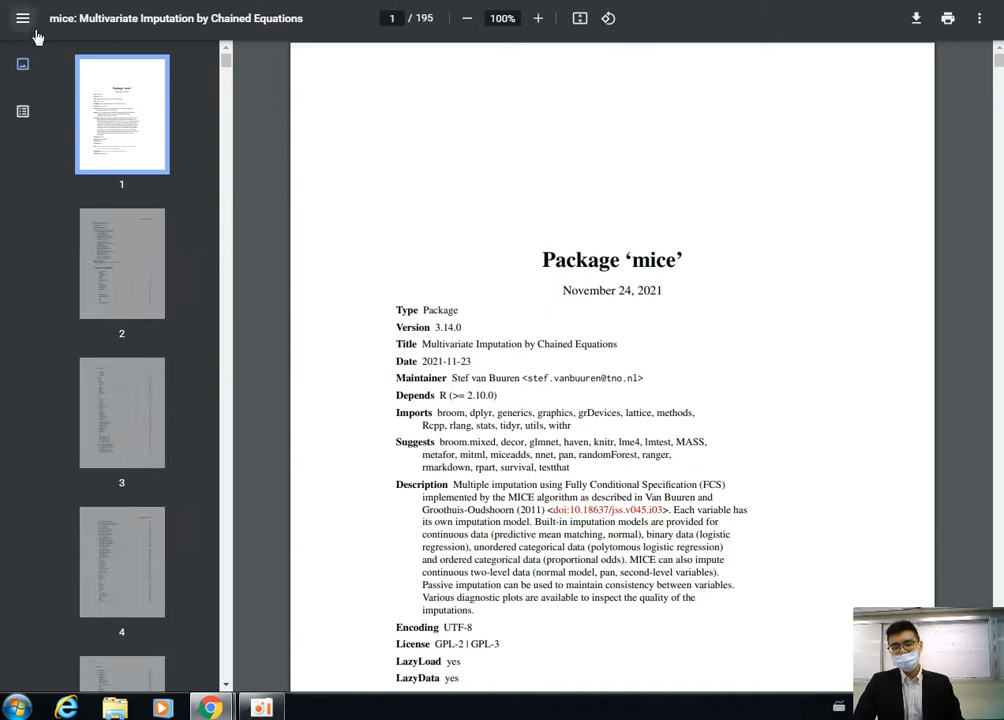 mice: Multivariate Imputation by Chained Equations
1 / 195
100%
1
2
3
4
Package ‘mice’
November 24, 2021
Type Package
Version 3.14.0
Title Multivariate Imputation by Chained Equations
Date 2021-11-23
Maintainer Stef van Buuren <stef.vanbuuren@tno.nl>
Depends R (>= 2.10.0)
Imports broom, dplyr, generics, graphics, grDevices, lattice, methods,
Rcpp, rlang, stats, tidyr, utils, withr
Suggests broom.mixed, decor, glmnet, haven, knitr, lme4, lmtest, MASS,
metafor, mitml, miceadds, nnet, pan, randomForest, ranger,
rmarkdown, rpart, survival, testthat
Description Multiple imputation using Fully Conditional Specification (FCS)
implemented by the MICE algorithm as described in Van Buuren and
Groothuis-Oudshoorn (2011) <doi:10.18637/jss.v045.i03>. Each variable has
its own imputation model. Built-in imputation models are provided for
continuous data (predictive mean matching, normal), binary data (logistic
regression), unordered categorical data (polytomous logistic regression)
and ordered categorical data (proportional odds). MICE can also impute
continuous two-level data (normal model, pan, second-level variables).
Passive imputation can be used to maintain consistency between variables.
Various diagnostic plots are available to inspect the quality of the
imputations.
Encoding UTF-8
License GPL-2 | GPL-3
LazyLoad yes
LazyData yes